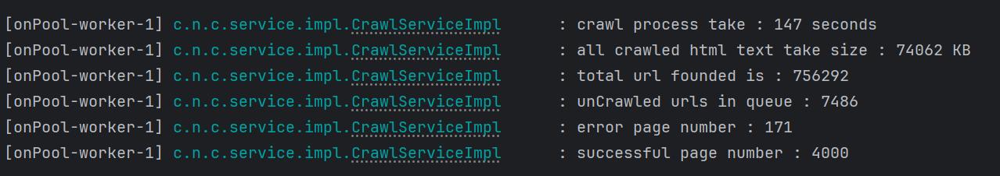 [onPool-worker-1] c.n.c.service.impl.CrawlServiceImpl : crawl process take : 147 seconds
[onPool-worker-1] c.n.c.service.impl.CrawlServiceImpl : all crawled html text take size : 74062 KB
[onPool-worker-1] c.n.c.service.impl.CrawlServiceImpl : total url founded is : 756292
[onPool-worker-1] c.n.c.service.impl.CrawlServiceImpl : unCrawled urls in queue : 7486
[onPool-worker-1] c.n.c.service.impl.CrawlServiceImpl : error page number : 171
[onPool-worker-1] c.n.c.service.impl.CrawlServiceImpl : successful page number : 4000